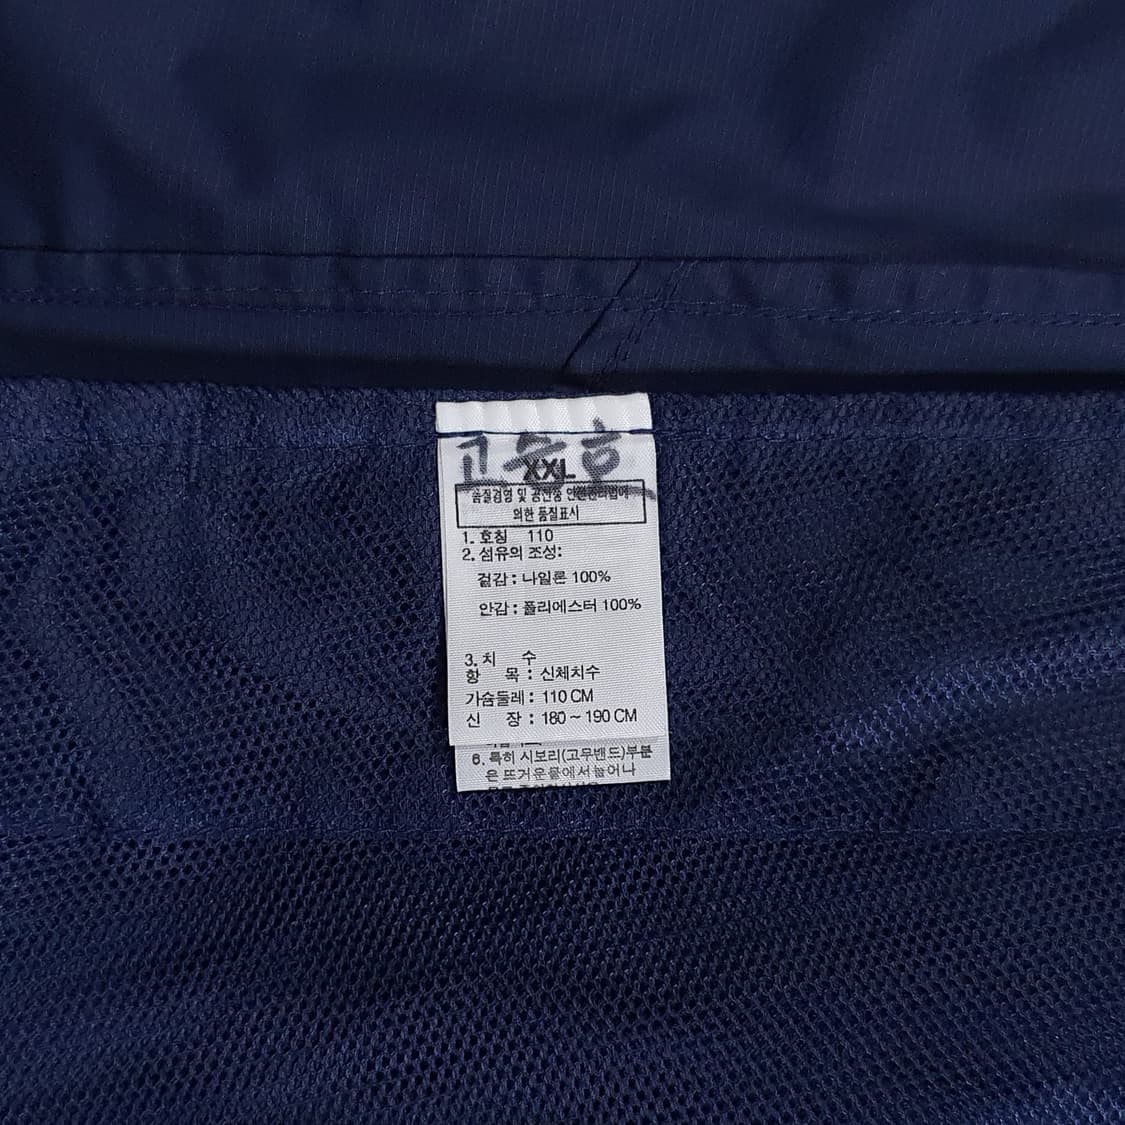 고승호
XXL
품질경영 및 공산품 안전관리법에
의한 품질표시
1. 호칭 110
2. 섬유의 조성:
겉감 : 나일론 100%
안감 : 폴리에스터 100%
3. 치 수
항 목 : 신체치수
가슴둘레 : 110 CM
신 장 : 180 ~ 190 CM
6. 특히 시보리(고무밴드)부분
은 뜨거운물에서늘어나